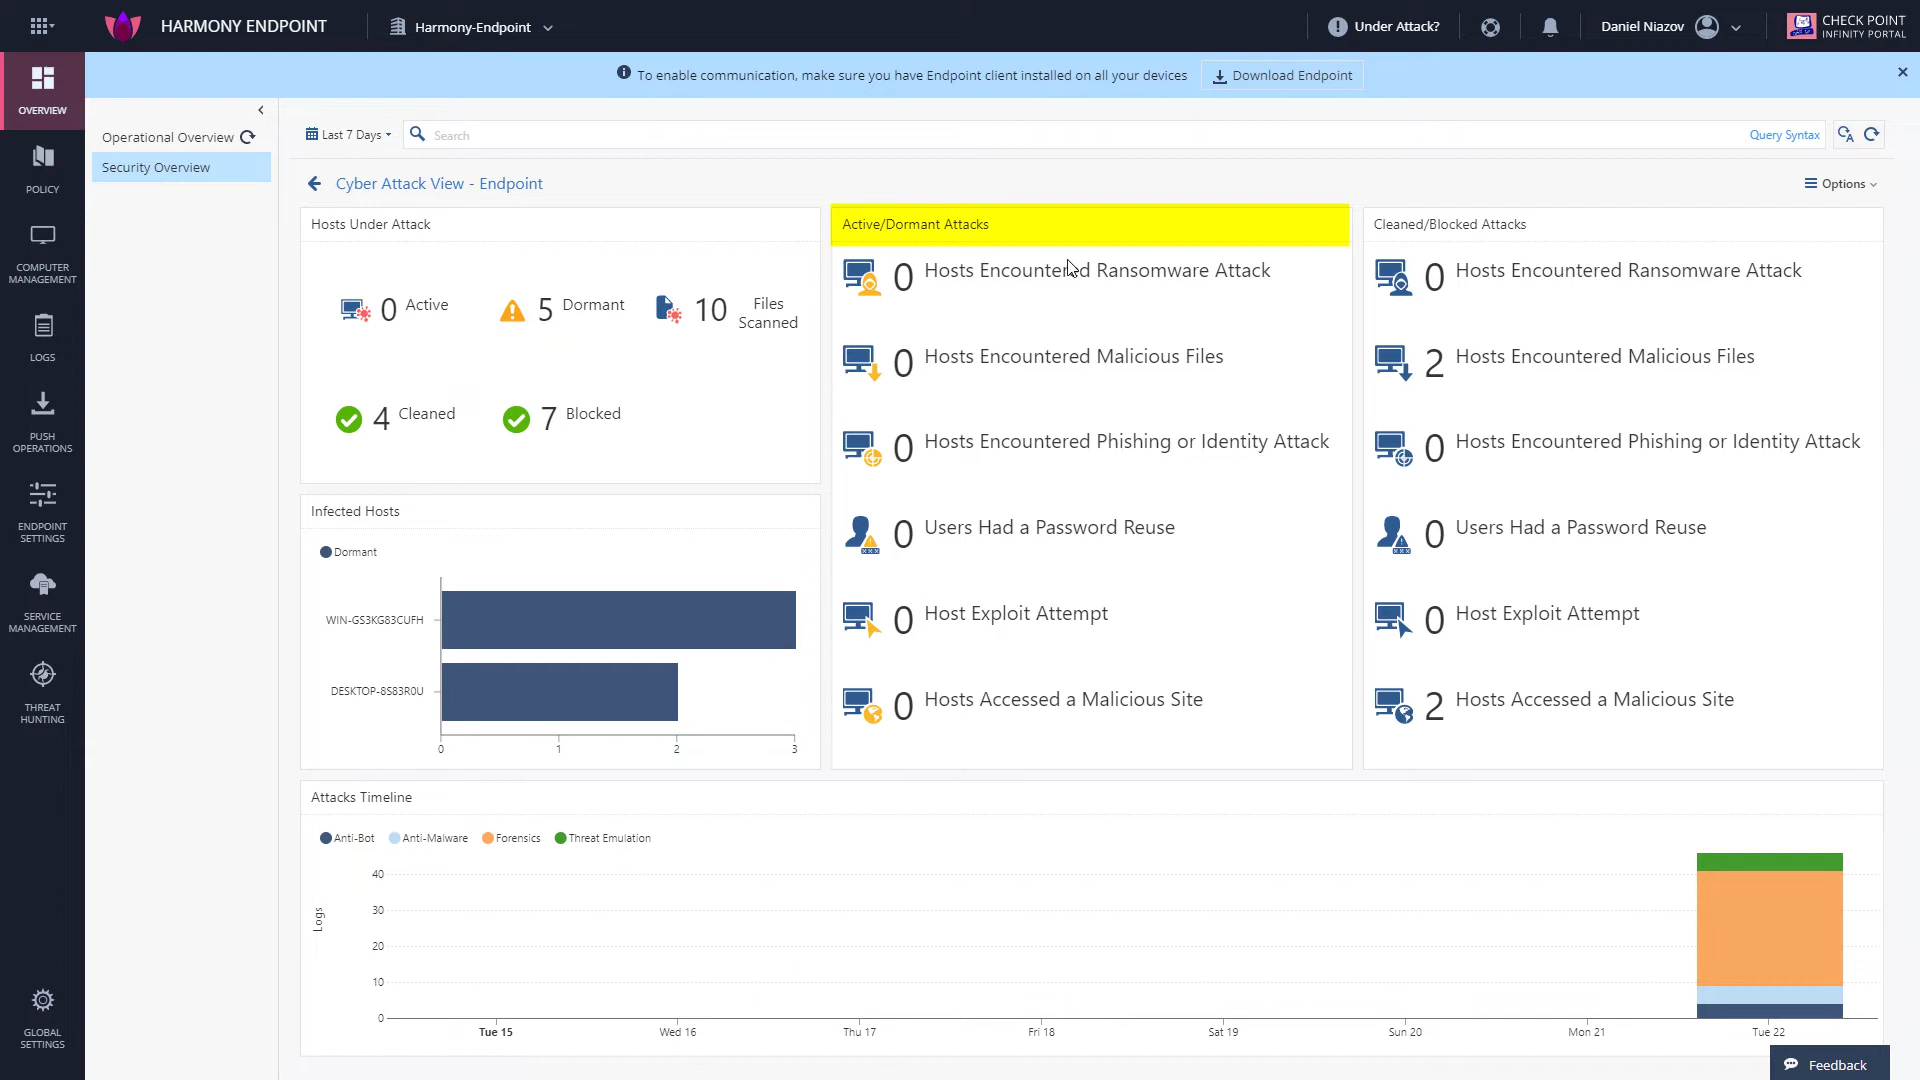 HARMONY ENDPOINT
Harmony-Endpoint
Under Attack?
Daniel Niazov
CHECK POINT
INFINITY PORTAL
To enable communication, make sure you have Endpoint client installed on all your devices
Download Endpoint
OVERVIEW
POLICY
COMPUTER
MANAGEMENT
LOGS
PUSH
OPERATIONS
ENDPOINT
SETTINGS
SERVICE
MANAGEMENT
THREAT
HUNTING
GLOBAL
SETTINGS
Operational Overview
Security Overview
Last 7 Days
Search
Query Syntax
Cyber Attack View - Endpoint
Options
Hosts Under Attack
0 Active
5 Dormant
10 Files
Scanned
4 Cleaned
7 Blocked
Infected Hosts
Dormant
WIN-GS3KG83CUFH
DESKTOP-8S83R0U
0 1 2 3
Active/Dormant Attacks
0 Hosts Encountered Ransomware Attack
0 Hosts Encountered Malicious Files
0 Hosts Encountered Phishing or Identity Attack
0 Users Had a Password Reuse
0 Host Exploit Attempt
0 Hosts Accessed a Malicious Site
Cleaned/Blocked Attacks
0 Hosts Encountered Ransomware Attack
2 Hosts Encountered Malicious Files
0 Hosts Encountered Phishing or Identity Attack
0 Users Had a Password Reuse
0 Host Exploit Attempt
2 Hosts Accessed a Malicious Site
Attacks Timeline
Anti-Bot Anti-Malware Forensics Threat Emulation
Logs
40
30
20
10
0
Tue 15 Wed 16 Thu 17 Fri 18 Sat 19 Sun 20 Mon 21 Tue 22
Feedback